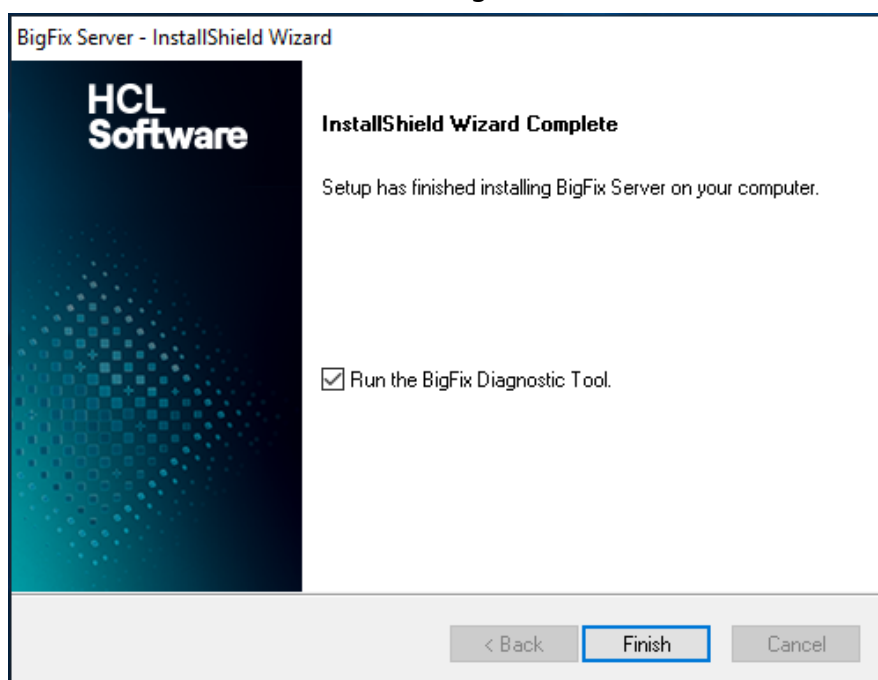 BigFix Server - InstallShield Wizard
HCL
Software
InstallShield Wizard Complete
Setup has finished installing BigFix Server on your computer.
Run the BigFix Diagnostic Tool.
< Back
Finish
Cancel